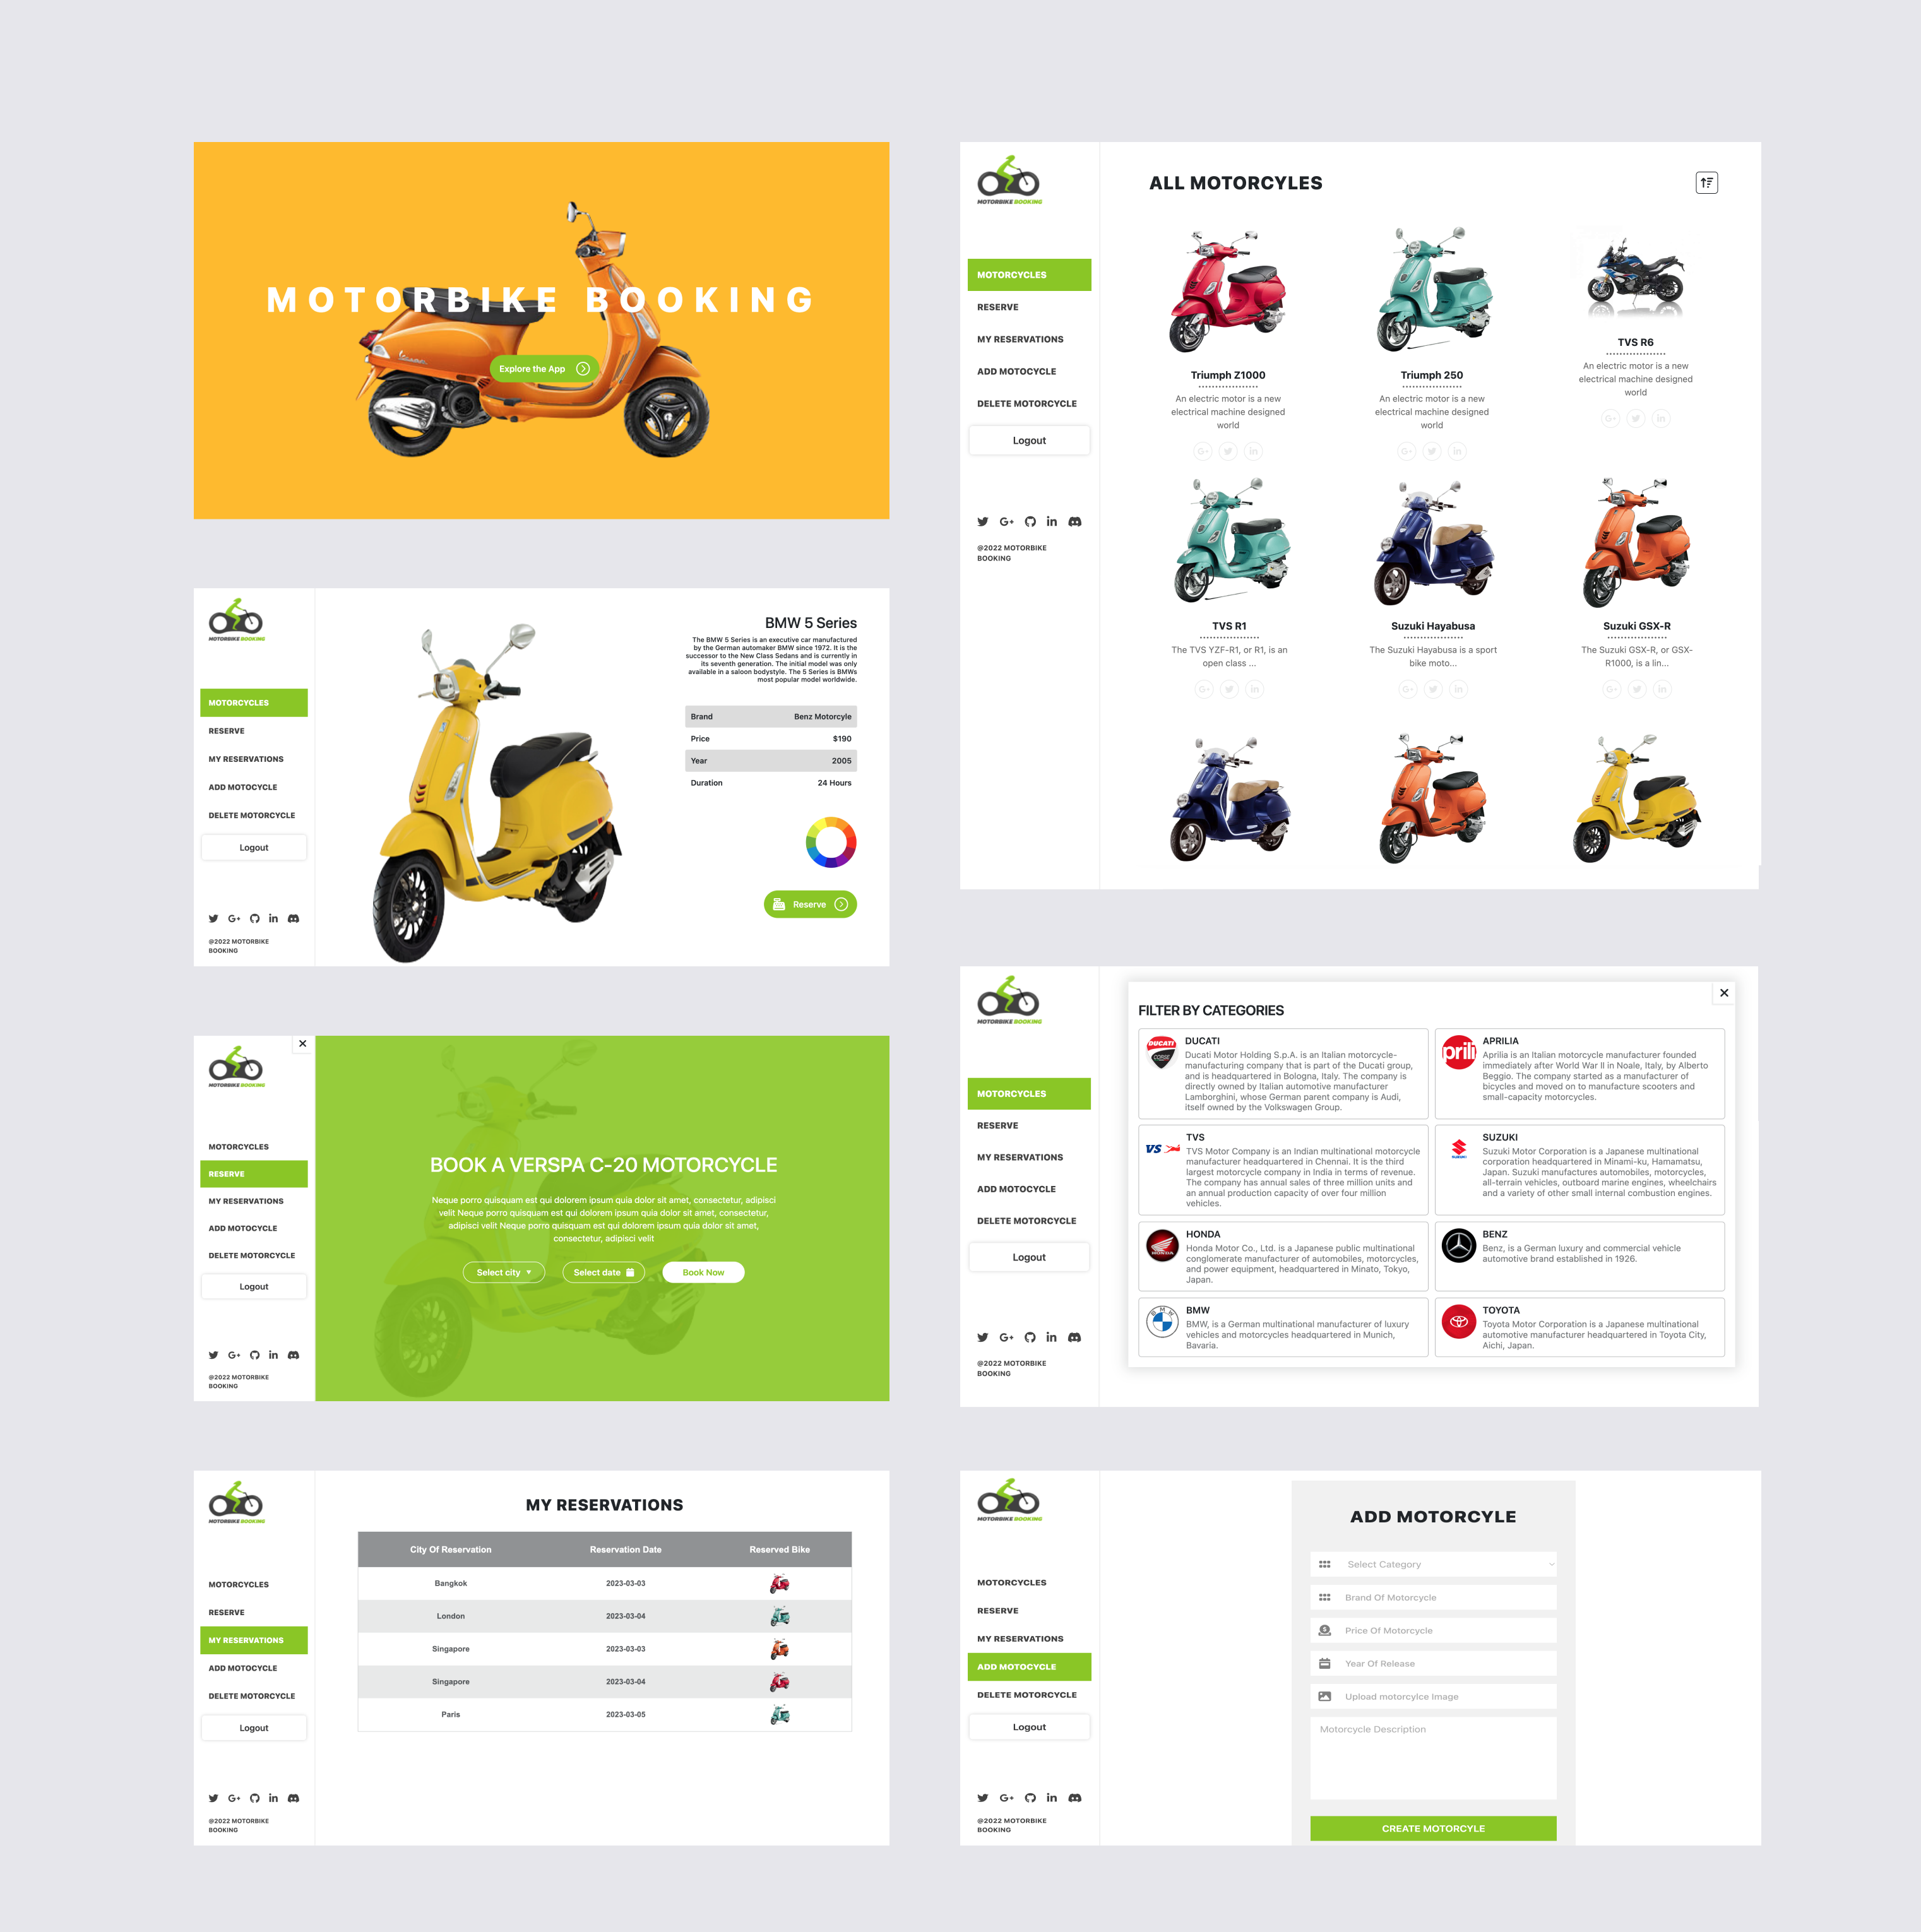 MOTORBIKE BOOKING
Explore the App
MOTORBIKE BOOKING
MOTORCYCLES
RESERVE
MY RESERVATIONS
ADD MOTOCYCLE
DELETE MOTORCYCLE
Logout
G+
in
@2022 MOTORBIKE
BOOKING
ALL MOTORCYLES
Triumph Z1000
An electric motor is a new
electrical machine designed
world
G+
in
Triumph 250
An electric motor is a new
electrical machine designed
world
G+
in
TVS R6
An electric motor is a new
electrical machine designed
world
G+
in
TVS R1
The TVS YZF-R1, or R1, is an
open class ...
G+
in
Suzuki Hayabusa
The Suzuki Hayabusa is a sport
bike moto...
G+
in
Suzuki GSX-R
The Suzuki GSX-R, or GSX-
R1000, is a lin...
G+
in
MOTORBIKE BOOKING
MOTORCYCLES
RESERVE
MY RESERVATIONS
ADD MOTOCYCLE
DELETE MOTORCYCLE
Logout
G+
in
@2022 MOTORBIKE
BOOKING
BMW 5 Series
The BMW 5 Series is an executive car manufactured
by the German automaker BMW since 1972. It is the
successor to the New Class Sedans and is currently in
its seventh generation. The initial model was only
available in a saloon bodystyle. The 5 Series is BMWs
most popular model worldwide.
Brand Benz Motorcyle
Price $190
Year 2005
Duration 24 Hours
Reserve
MOTORBIKE BOOKING
MOTORCYCLES
RESERVE
MY RESERVATIONS
ADD MOTOCYCLE
DELETE MOTORCYCLE
Logout
G+
in
@2022 MOTORBIKE
BOOKING
FILTER BY CATEGORIES
DUCATI
CORSE
DUCATI
Ducati Motor Holding S.p.A. is an Italian motorcycle-
manufacturing company that is part of the Ducati group,
and is headquartered in Bologna, Italy. The company is
directly owned by Italian automotive manufacturer
Lamborghini, whose German parent company is Audi,
itself owned by the Volkswagen Group.
prili
APRILIA
Aprilia is an Italian motorcycle manufacturer founded
immediately after World War II in Noale, Italy, by Alberto
Beggio. The company started as a manufacturer of
bicycles and moved on to manufacture scooters and
small-capacity motorcycles.
VS
TVS
TVS Motor Company is an Indian multinational motorcycle
manufacturer headquartered in Chennai. It is the third
largest motorcycle company in India in terms of revenue.
The company has annual sales of three million units and
an annual production capacity of over four million
vehicles.
SUZUKI
SUZUKI
Suzuki Motor Corporation is a Japanese multinational
corporation headquartered in Minami-ku, Hamamatsu,
Japan. Suzuki manufactures automobiles, motorcycles,
all-terrain vehicles, outboard marine engines, wheelchairs
and a variety of other small internal combustion engines.
HONDA
HONDA
Honda Motor Co., Ltd. is a Japanese public multinational
conglomerate manufacturer of automobiles, motorcycles,
and power equipment, headquartered in Minato, Tokyo,
Japan.
BENZ
Benz, is a German luxury and commercial vehicle
automotive brand established in 1926.
BMW
BMW
BMW, is a German multinational manufacturer of luxury
vehicles and motorcycles headquartered in Munich,
Bavaria.
TOYOTA
Toyota Motor Corporation is a Japanese multinational
automotive manufacturer headquartered in Toyota City,
Aichi, Japan.
MOTORBIKE BOOKING
MOTORCYCLES
RESERVE
MY RESERVATIONS
ADD MOTOCYCLE
DELETE MOTORCYCLE
Logout
G+
in
@2022 MOTORBIKE
BOOKING
BOOK A VERSPA C-20 MOTORCYCLE
Neque porro quisquam est qui dolorem ipsum quia dolor sit amet, consectetur, adipisci
velit Neque porro quisquam est qui dolorem ipsum quia dolor sit amet, consectetur,
adipisci velit Neque porro quisquam est qui dolorem ipsum quia dolor sit amet,
consectetur, adipisci velit
Select city
Select date
Book Now
MOTORBIKE BOOKING
MOTORCYCLES
RESERVE
MY RESERVATIONS
ADD MOTOCYCLE
DELETE MOTORCYCLE
Logout
G+
in
@2022 MOTORBIKE
BOOKING
MY RESERVATIONS
City Of Reservation Reservation Date Reserved Bike
Bangkok 2023-03-03
London 2023-03-04
Singapore 2023-03-03
Singapore 2023-03-04
Paris 2023-03-05
MOTORBIKE BOOKING
MOTORCYCLES
RESERVE
MY RESERVATIONS
ADD MOTOCYCLE
DELETE MOTORCYCLE
Logout
G+
in
@2022 MOTORBIKE
BOOKING
ADD MOTORCYLE
Select Category
Brand Of Motorcycle
Price Of Motorcycle
Year Of Release
Upload motorcylce Image
Motorcycle Description
CREATE MOTORCYLE